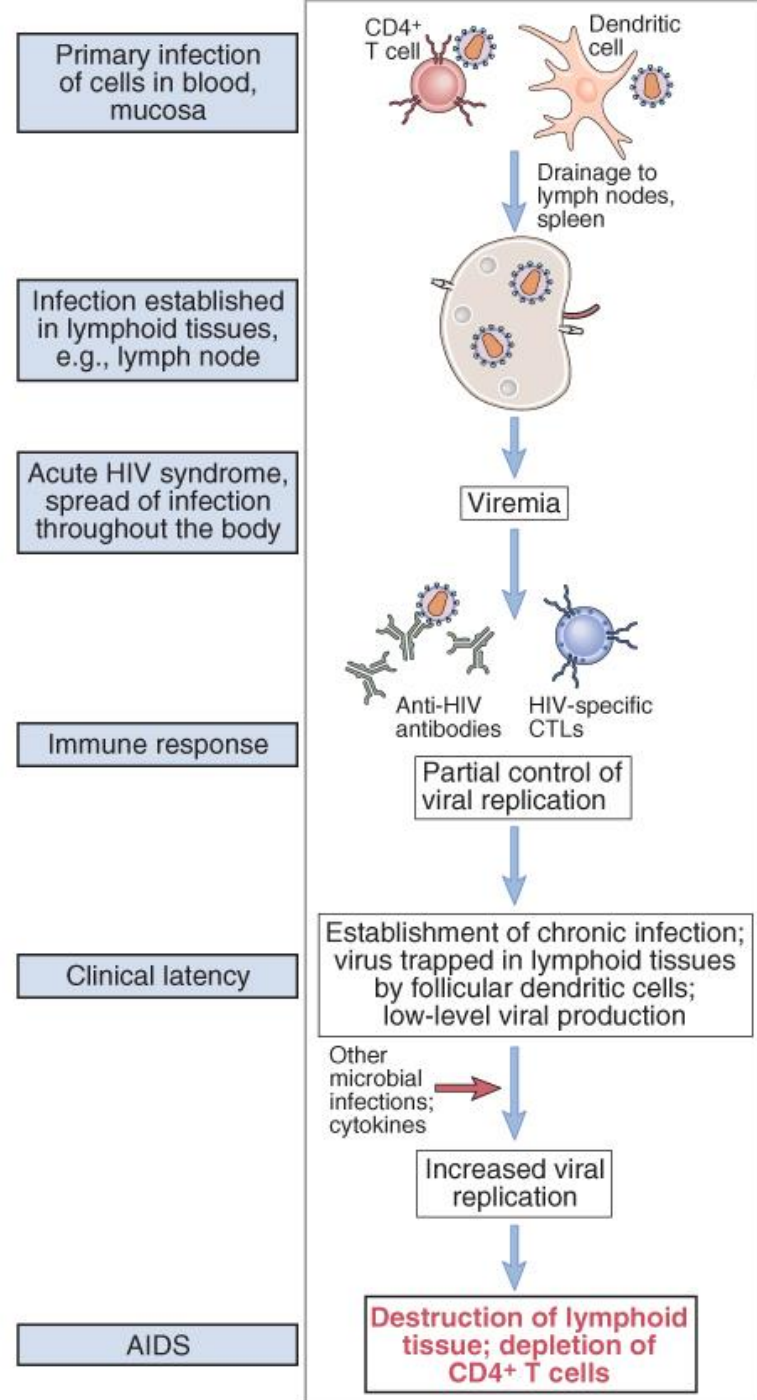 Primary infection
of cells in blood,
mucosa
CD4+
T cell
Dendritic
cell
Drainage to
lymph nodes,
spleen
Infection established
in lymphoid tissues,
e.g., lymph node
Acute HIV syndrome,
spread of infection
throughout the body
Viremia
Anti-HIV
antibodies
HIV-specific
CTLs
Immune response
Partial control of
viral replication
Clinical latency
Establishment of chronic infection;
virus trapped in lymphoid tissues
by follicular dendritic cells;
low-level viral production
Other
microbial
infections;
cytokines
Increased viral
replication
AIDS
Destruction of lymphoid
tissue; depletion of
CD4+ T cells